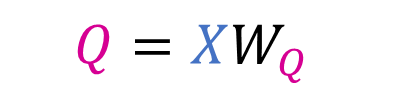 Q = XW_Q